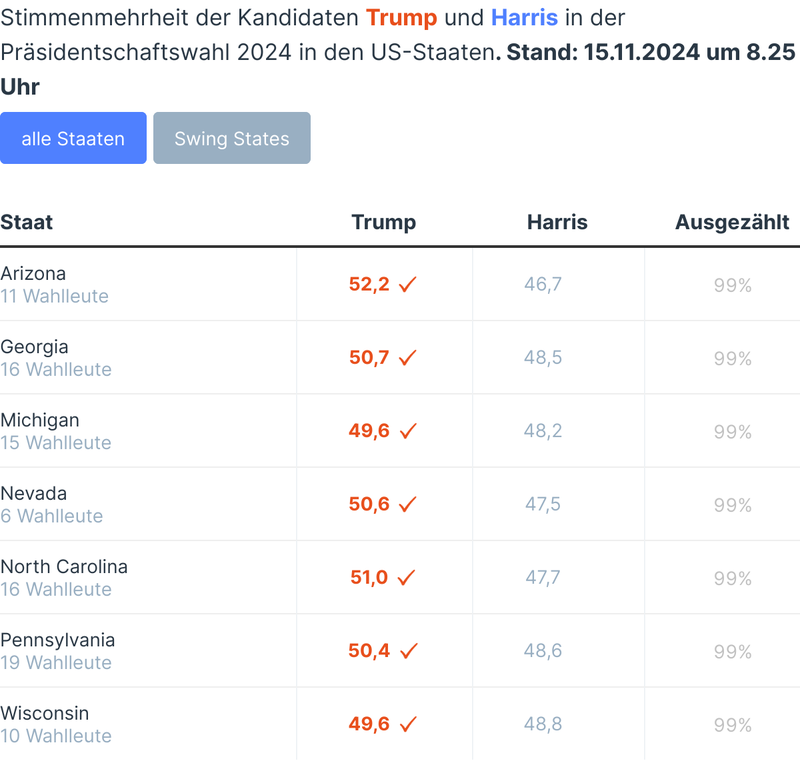 Stimmenmehrheit der Kandidaten Trump und Harris in der
Präsidentschaftswahl 2024 in den US-Staaten. Stand: 15.11.2024 um 8.25
Uhr
alle Staaten Swing States
Staat Trump Harris Ausgezählt
Arizona
11 Wahlleute
52,2 ✓ 46,7 99%
Georgia
16 Wahlleute
50,7 ✓ 48,5 99%
Michigan
15 Wahlleute
49,6 ✓ 48,2 99%
Nevada
6 Wahlleute
50,6 ✓ 47,5 99%
North Carolina
16 Wahlleute
51,0 ✓ 47,7 99%
Pennsylvania
19 Wahlleute
50,4 ✓ 48,6 99%
Wisconsin
10 Wahlleute
49,6 ✓ 48,8 99%